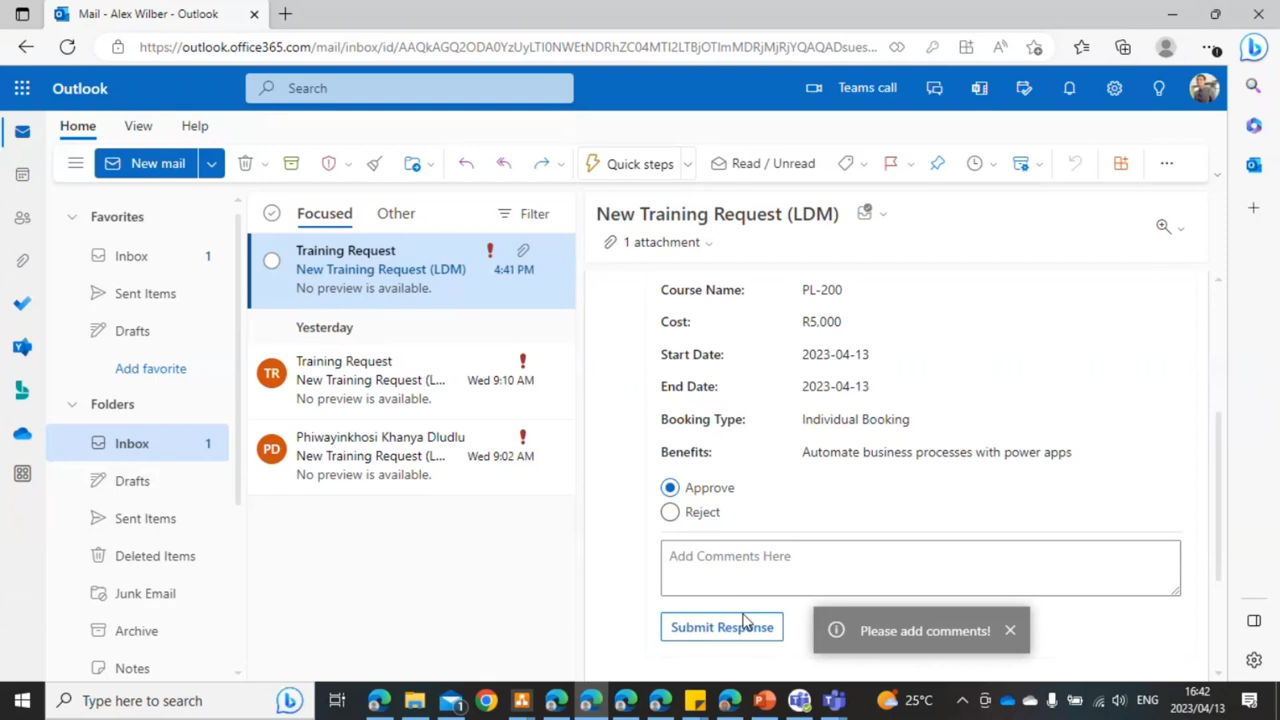 Mail - Alex Wilber - Outlook
https://outlook.office365.com/mail/inbox/id/AAQkAGQ2ODA0YzUyLTI0NWEtNDRhZC04MTI2LTBjOTImMDRjMjRjYQAQADsues...
Outlook
Search
Teams call
Home View Help
New mail
Quick steps
Read / Unread
Favorites
Inbox 1
Sent Items
Drafts
Add favorite
Folders
Inbox 1
Drafts
Sent Items
Deleted Items
Junk Email
Archive
Notes
Focused Other Filter
Training Request
New Training Request (LDM) 4:41 PM
No preview is available.
Yesterday
TR
Training Request
New Training Request (L... Wed 9:10 AM
No preview is available.
PD
Phiwayinkhosi Khanya Dludlu
New Training Request (L... Wed 9:02 AM
No preview is available.
New Training Request (LDM)
1 attachment
Course Name: PL-200
Cost: R5,000
Start Date: 2023-04-13
End Date: 2023-04-13
Booking Type: Individual Booking
Benefits: Automate business processes with power apps
Approve
Reject
Add Comments Here
Submit Response
Please add comments!
Type here to search
1
25°C
ENG
16:42
2023/04/13